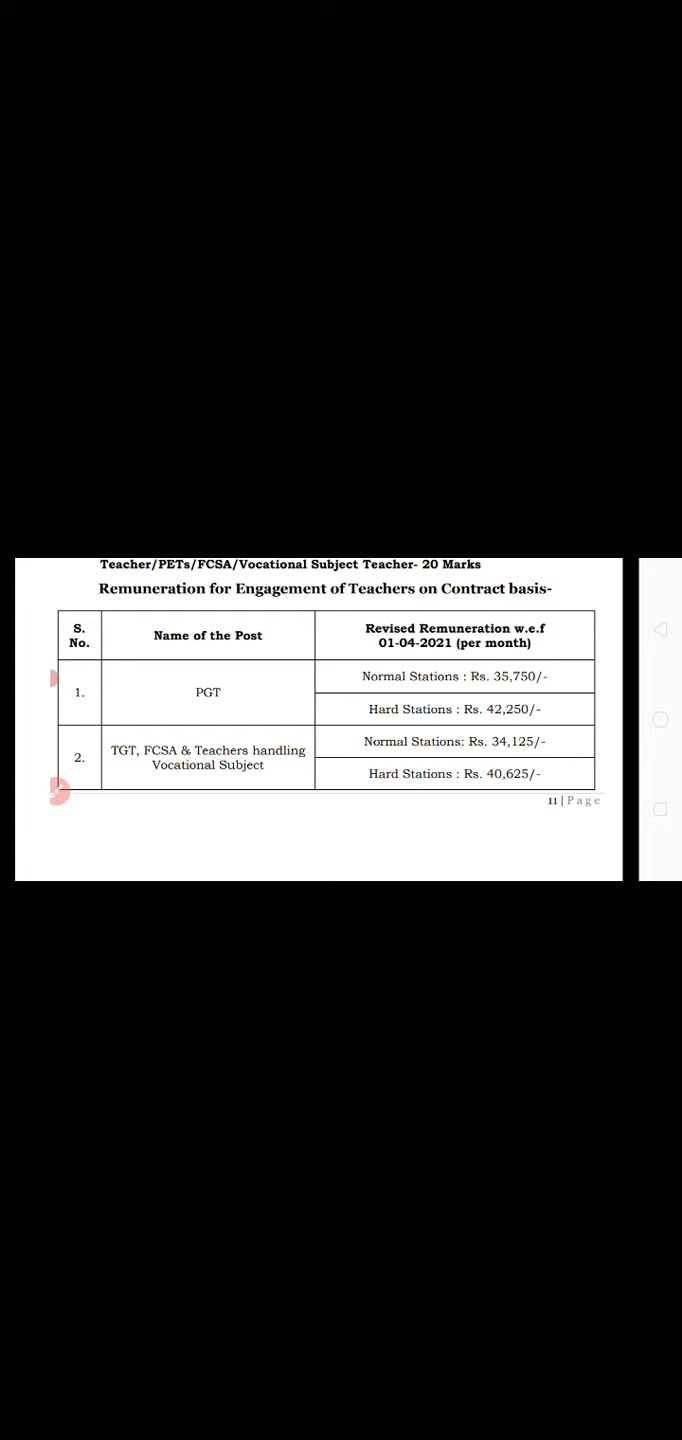 Teacher/PETs/FCSA/Vocational Subject Teacher- 20 Marks
Remuneration for Engagement of Teachers on Contract basis-
S. No.
Name of the Post
Revised Remuneration w.e.f
01-04-2021 (per month)
1.
PGT
Normal Stations : Rs. 35,750/-
Hard Stations : Rs. 42,250/-
2.
TGT, FCSA & Teachers handling
Vocational Subject
Normal Stations: Rs. 34,125/-
Hard Stations : Rs. 40,625/-
11 | Page